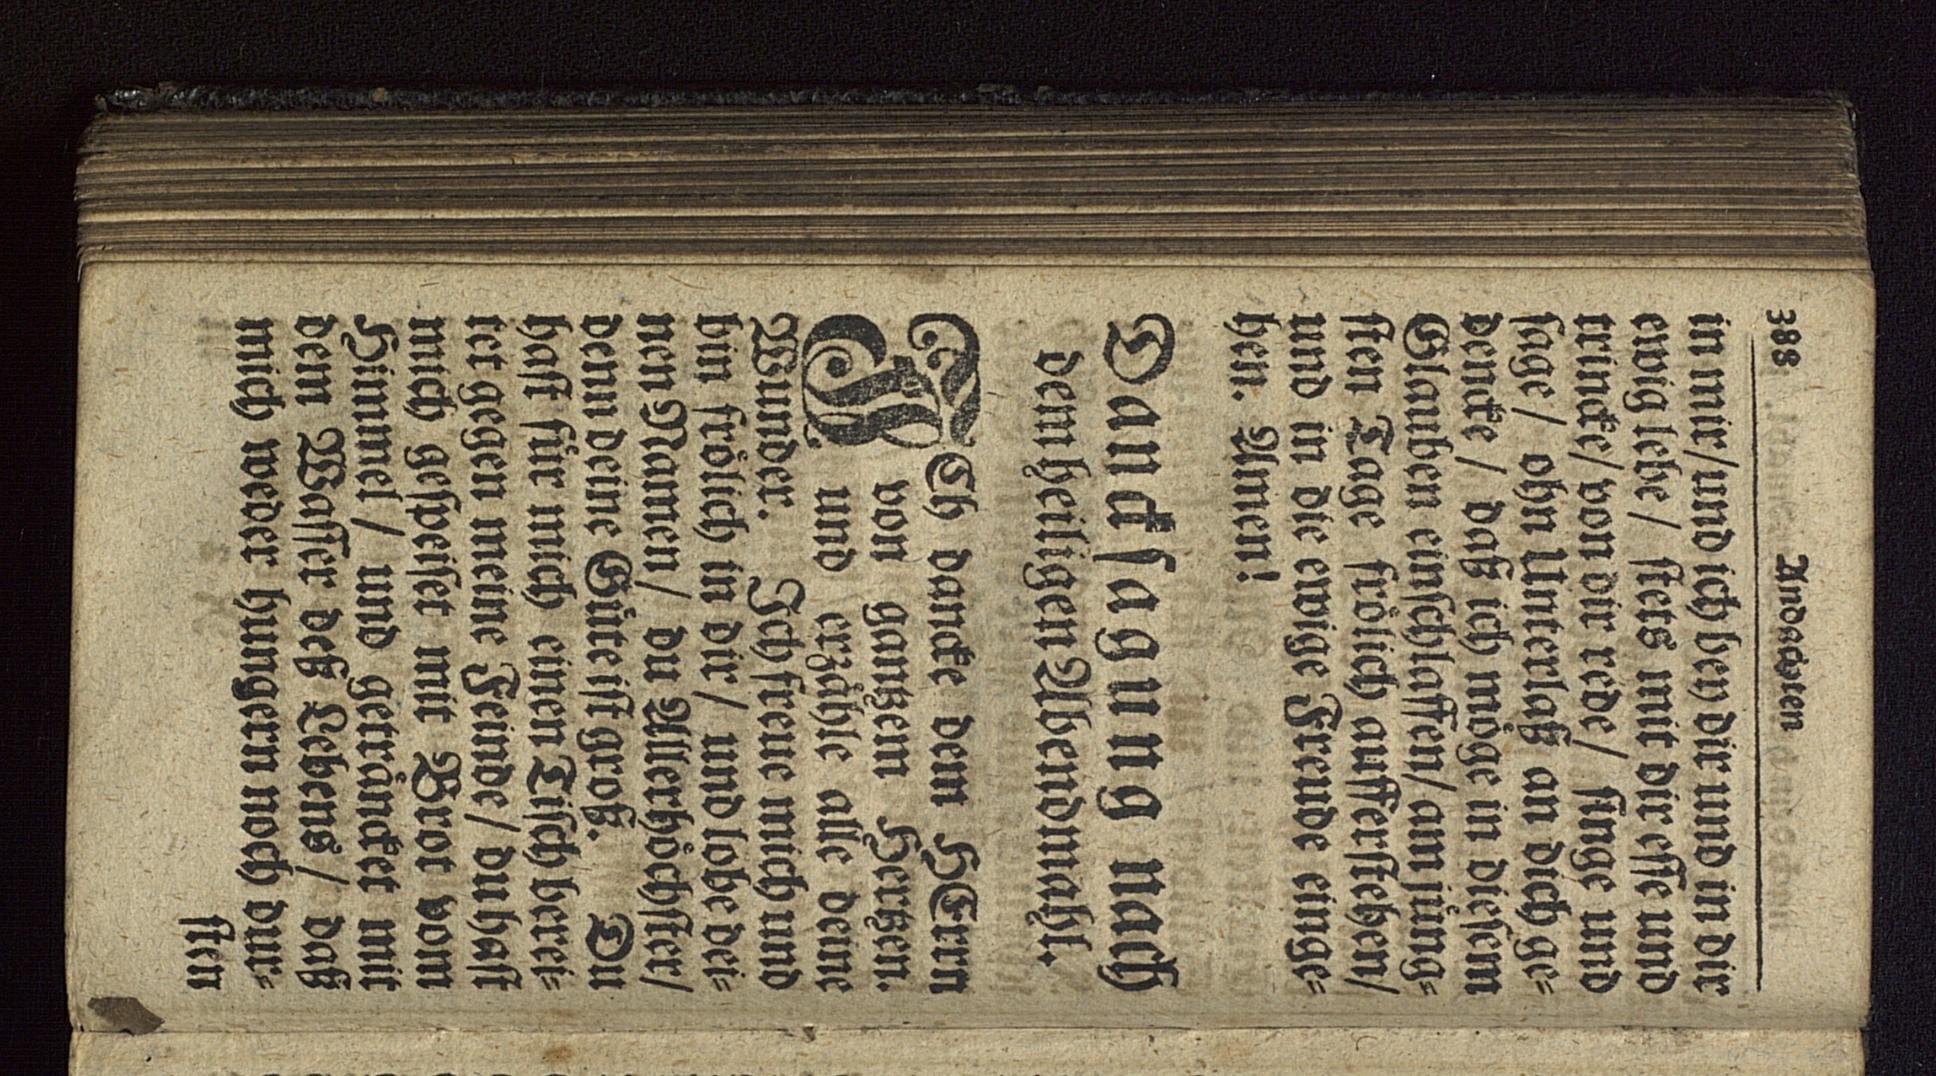 388 Andachten
in mir/und ich bey dir und in dir
ewig lebe / stets mit dir esse und
trincke/ von dir rede/ singe und
sage / ohn Unterlaß an dich ge=
dencke / daß ich möge in diesem
Glauben einschlaffen/ am jüng=
sten Tage frölich aufferstehen/
und in die ewige Freude einge=
hen. Amen!
Dancksagung nach
dem heiligen Abendmahl.
ICh dancke dem HErrn
von gantzem Hertzen.
und erzähle alle deine
Wunder. Ich freue mich und
bin frölich in dir / und lobe dei=
nen Namen / du Allerhöchster/
denn deine Güte ist groß. Du
hast für mich einen Tisch berei=
tet gegen meine Feinde / du hast
mich gespeiset mit Brot vom
Himmel / und geträncket mit
dem Wasser deß Lebens / daß
mich weder hungern noch dur=
sten